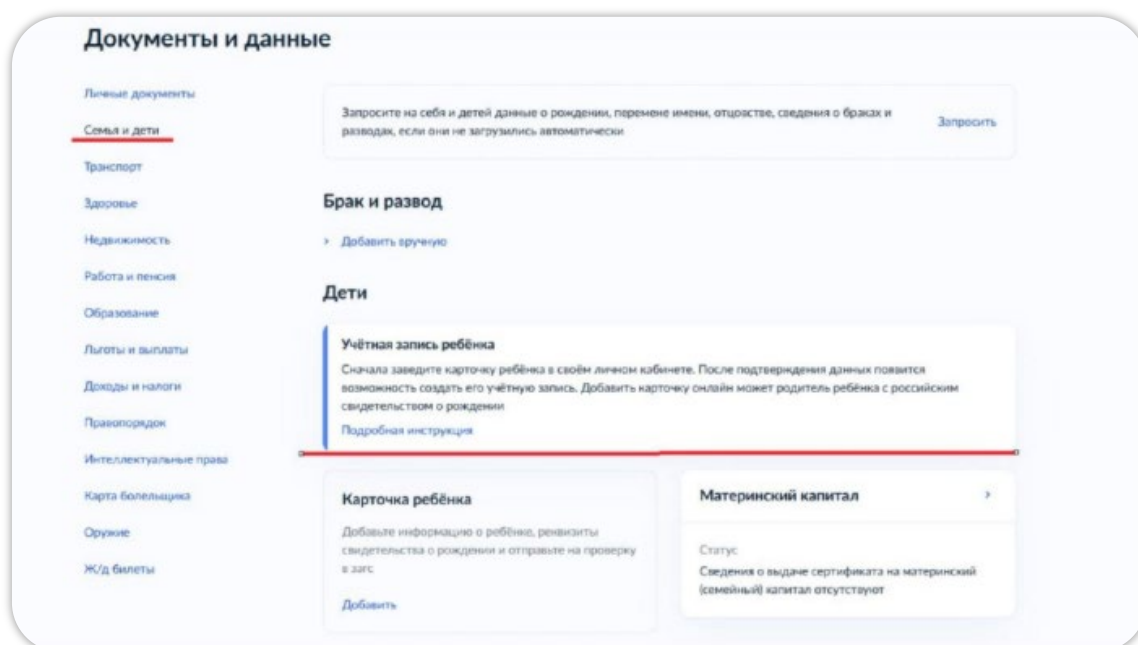 Документы и данные
Личные документы
Семья и дети
Транспорт
Здоровье
Недвижимость
Работа и пенсия
Образование
Льготы и выплаты
Доходы и налоги
Правопорядок
Интеллектуальные права
Карта болельщика
Оружие
Ж/д билеты
Запросите на себя и детей данные о рождении, перемене имени, отцовстве, сведения о браках и
разводах, если они не загрузились автоматически
Запросить
Брак и развод
Добавить вручную
Дети
Учётная запись ребёнка
Сначала заведите карточку ребёнка в своём личном кабинете. После подтверждения данных появится
возможность создать его учётную запись. Добавить карточку онлайн может родитель ребёнка с российским
свидетельством о рождении
Подробная инструкция
Карточка ребёнка
Добавьте информацию о ребёнке, реквизиты
свидетельства о рождении и отправьте на проверку
в загс
Добавить
Материнский капитал
Статус
Сведения о выдаче сертификата на материнский
(семейный) капитал отсутствуют